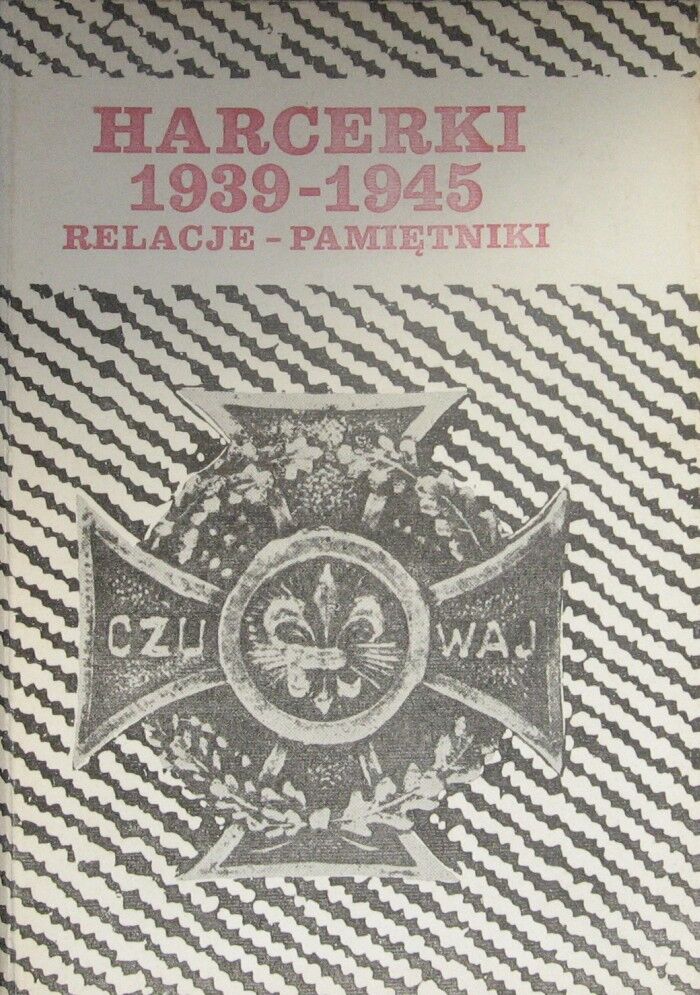 HARCERKI
1939-1945
RELACJE - PAMIĘTNIKI
CZU WAJ